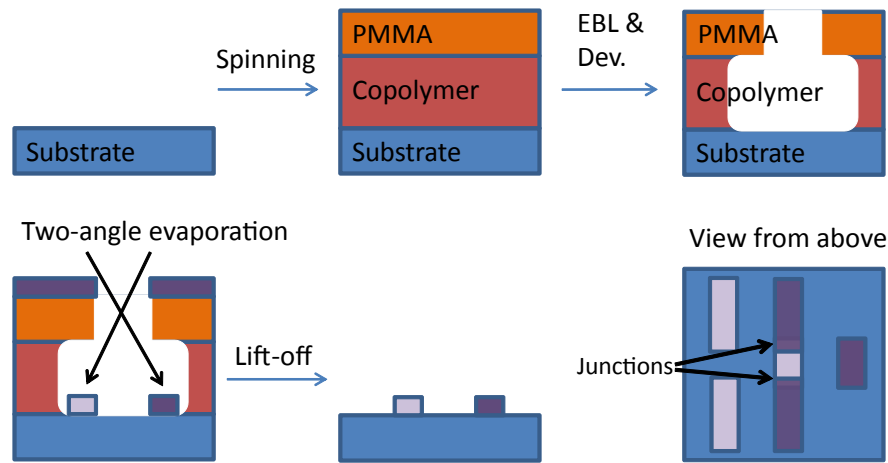 PMMA
EBL &
Dev.
PMMA
Spinning
Copolymer
Copolymer
Substrate
Substrate
Substrate
Two-angle evaporation
View from above
Lift-off
Junctions